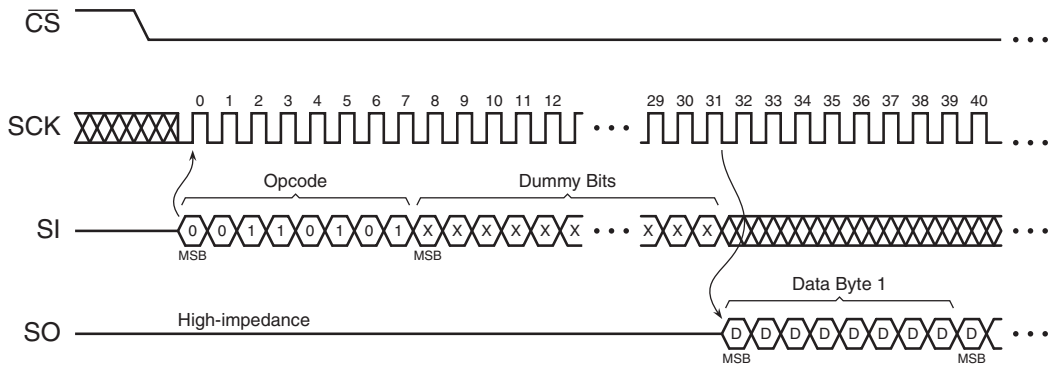 CS
0 1 2 3 4 5 6 7 8 9 10 11 12 29 30 31 32 33 34 35 36 37 38 39 40
SCK
Opcode Dummy Bits
SI 0 0 1 1 0 1 0 1 X X X X X X X X X
MSB MSB
Data Byte 1
High-impedance
SO D D D D D D D D D
MSB MSB